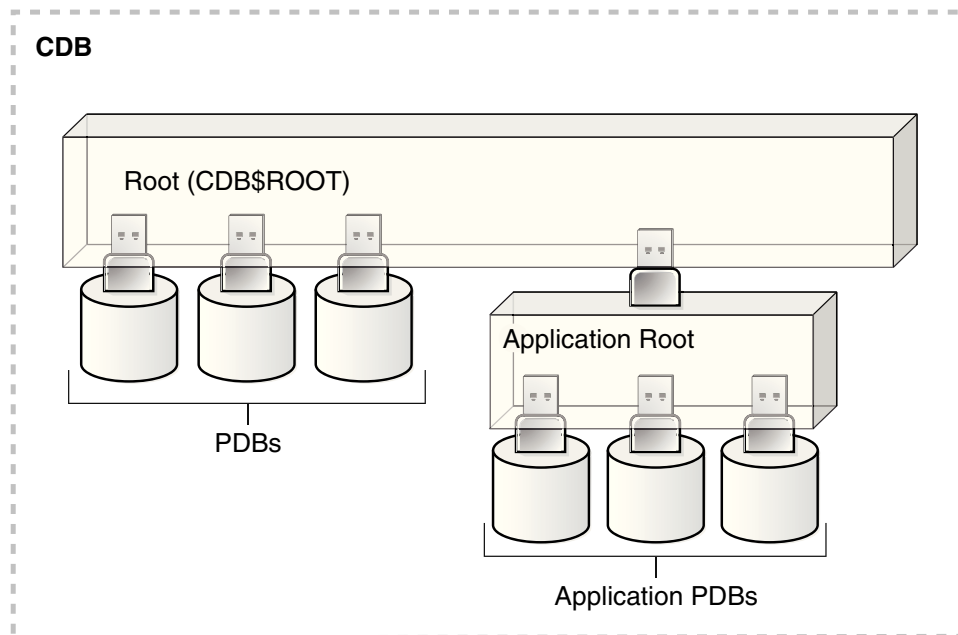 CDB
Root (CDB$ROOT)
Application Root
PDBs
Application PDBs